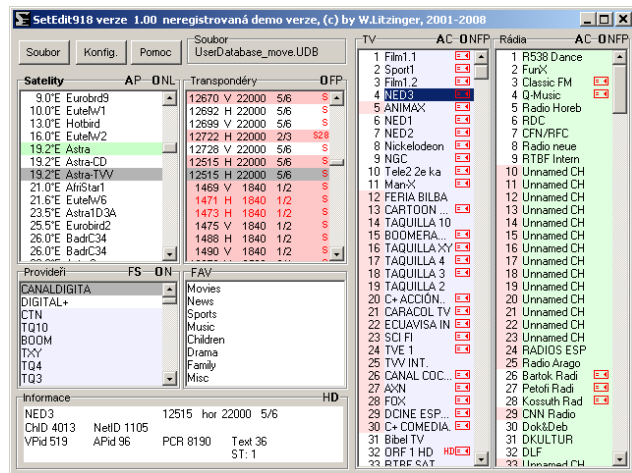 SetEdit918 verze 1.00 neregistrovaná demo verze, (c) by W.Litzinger, 2001-2008
Soubor
Konfig.
Pomoc
Soubor
UserDatabase_move.UDB
Satelity AP ONL
9.0°E Eurobrd9
10.0°E EutelW1
13.0°E Hotbird
16.0°E EutelW2
19.2°E Astra
19.2°E Astra-CD
19.2°E Astra-TVV
21.0°E AfriStar1
21.6°E EutelW6
23.5°E Astra1D3A
25.5°E Eurobird2
26.0°E BadrC34
26.0°E BadrC34
Transpondéry OFP
12670 V 22000 5/6 S
12692 H 22000 5/6 S
12699 V 22000 5/6 S
12722 H 22000 2/3 S28
12728 V 22000 5/6 S
12515 H 22000 5/6 S
12515 H 22000 5/6 S
1469 V 1840 1/2 S
1471 H 1840 1/2 S
1473 H 1840 1/2 S
1475 V 1840 1/2 S
1488 H 1840 1/2 S
1490 V 1840 1/2 S
Provideři FS ON
CANALDIGITA
DIGITAL+
CTN
TQ10
BOOM
TXY
TQ4
TQ3
FAV
Movies
News
Sports
Music
Children
Drama
Family
Misc
Informace HD
NED3 12515 hor 22000 5/6
ChID 4013 NetID 1105
VPid 519 APid 96 PCR 8190 Text 36
ST: 1
TV AC ONFP
1 Film1.1
2 Sport1
3 Film1.2
4 NED3
5 ANIMAX
6 NED1
7 NED2
8 Nickelodeon
9 NGC
10 Tele2 2e ka
11 Man-X
12 FERIA BILBA
13 CARTOON ...
14 TAQUILLA 10
15 BOOMERA...
16 TAQUILLA XY
17 TAQUILLA 4
18 TAQUILLA 3
19 TAQUILLA 2
20 C+ ACCIÓN..
21 CARACOL TV
22 ECUAVISA IN
23 SCI FI
24 TVE 1
25 TVV INT.
26 CANAL COC...
27 AXN
28 FOX
29 DCINE ESP...
30 C+ COMEDIA.
31 Bibel TV
32 ORF1 HD HD
33 BTBF SAT
Rádia AC ONFP
1 R538 Dance
2 FunX
3 Classic FM
4 Q-Music
5 Radio Horeb
6 RDC
7 CFN/RFC
8 Radio neue
9 RTBF Intern
10 Unnamed CH
11 Unnamed CH
12 Unnamed CH
13 Unnamed CH
14 Unnamed CH
15 Unnamed CH
16 Unnamed CH
17 Unnamed CH
18 Unnamed CH
19 Unnamed CH
20 Unnamed CH
21 Unnamed CH
22 Unnamed CH
23 Unnamed CH
24 RADIOS ESP
25 Radio Arago
26 Bartok Radi
27 Petofi Radi
28 Kossuth Rad
29 CNN Radio
30 Dok&Deb
31 DKULTUR
32 DLF
33 Unnamed CH